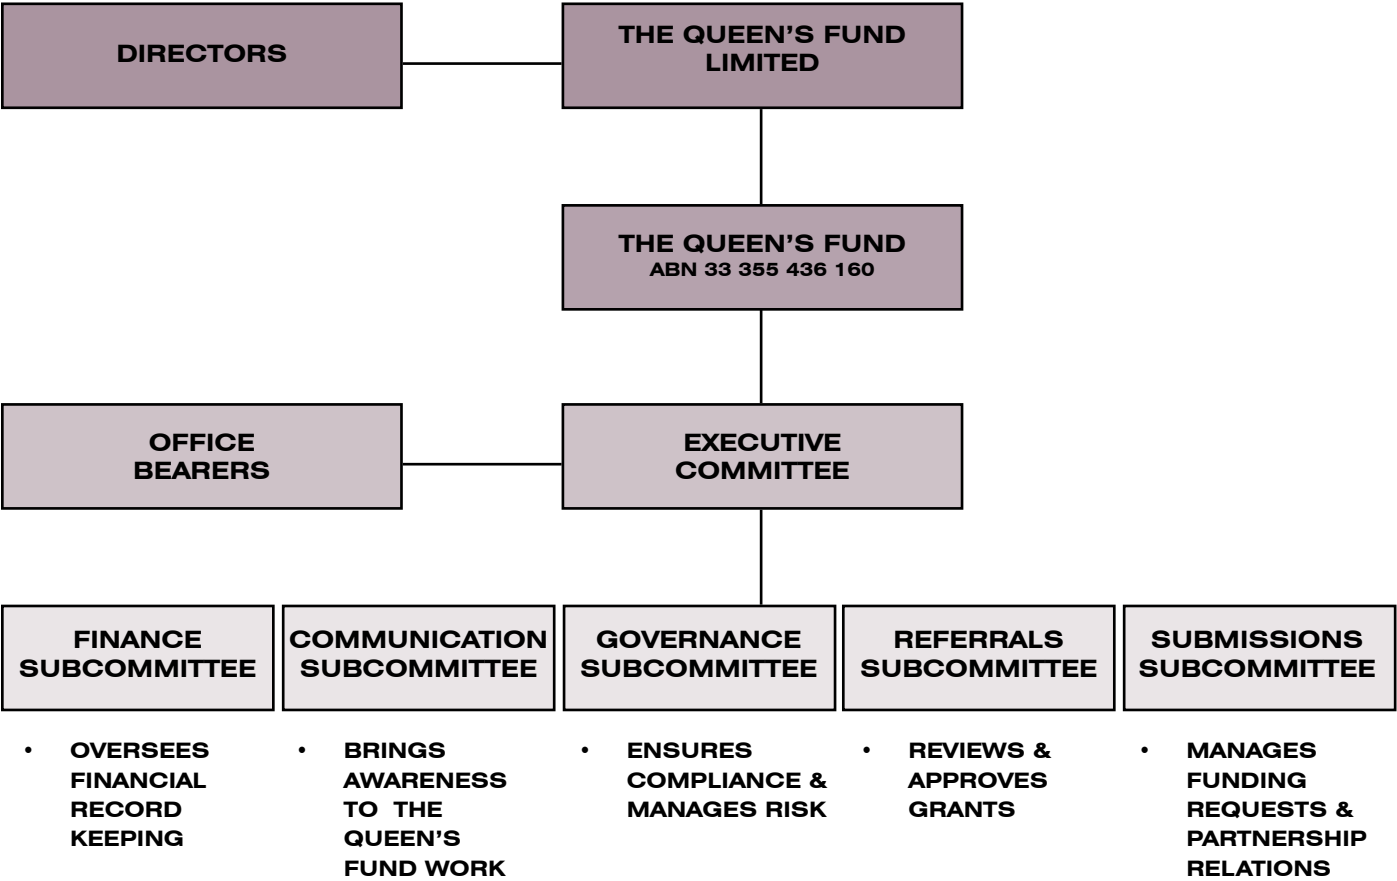 DIRECTORS
THE QUEEN’S FUND
LIMITED
THE QUEEN’S FUND
ABN 33 355 436 160
OFFICE
BEARERS
EXECUTIVE
COMMITTEE
FINANCE
SUBCOMMITTEE
COMMUNICATION
SUBCOMMITTEE
GOVERNANCE
SUBCOMMITTEE
REFERRALS
SUBCOMMITTEE
SUBMISSIONS
SUBCOMMITTEE
• OVERSEES
FINANCIAL
RECORD
KEEPING
• BRINGS
AWARENESS
TO THE
QUEEN’S
FUND WORK
• ENSURES
COMPLIANCE &
MANAGES RISK
• REVIEWS &
APPROVES
GRANTS
• MANAGES
FUNDING
REQUESTS &
PARTNERSHIP
RELATIONS